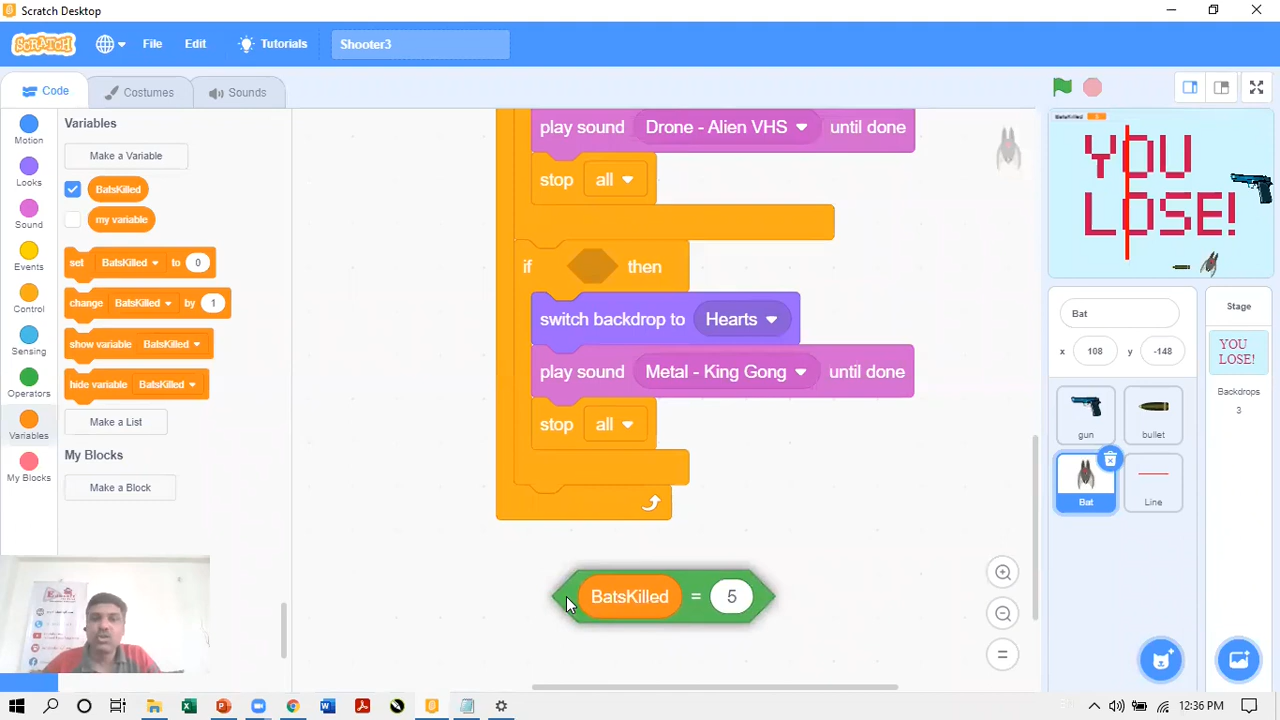 Scratch Desktop
SCRATCH
File
Edit
Tutorials
Shooter3
Code
Costumes
Sounds
Motion
Looks
Sound
Events
Control
Sensing
Operators
Variables
My Blocks
Variables
Make a Variable
BatsKilled
my variable
set BatsKilled to 0
change BatsKilled by 1
show variable BatsKilled
hide variable BatsKilled
Make a List
My Blocks
Make a Block
play sound Drone - Alien VHS until done
stop all
if then
switch backdrop to Hearts
play sound Metal - King Gong until done
stop all
BatsKilled = 5
BatsKilled
YOU
LOSE!
Bat
x 108 y -148
gun
bullet
Bat
Line
Stage
YOU
LOSE!
Backdrops
3
12:36 PM